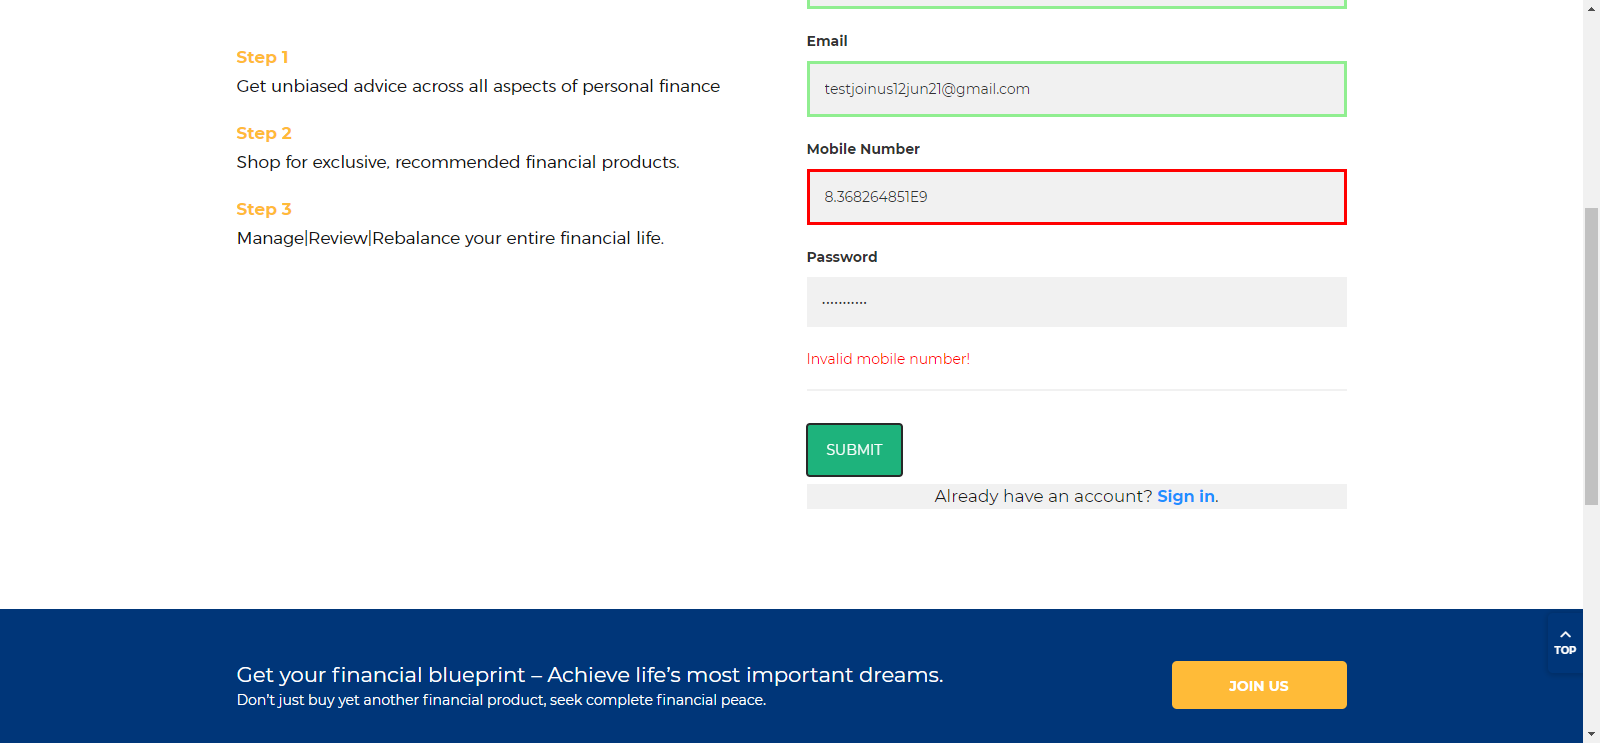 Step 1
Get unbiased advice across all aspects of personal finance
Step 2
Shop for exclusive, recommended financial products.
Step 3
Manage|Review|Rebalance your entire financial life.
Email
testjoinus12jun21@gmail.com
Mobile Number
8.368264851E9
Password
...........
Invalid mobile number!
SUBMIT
Already have an account? Sign in.
Get your financial blueprint – Achieve life’s most important dreams.
Don’t just buy yet another financial product, seek complete financial peace.
JOIN US
TOP